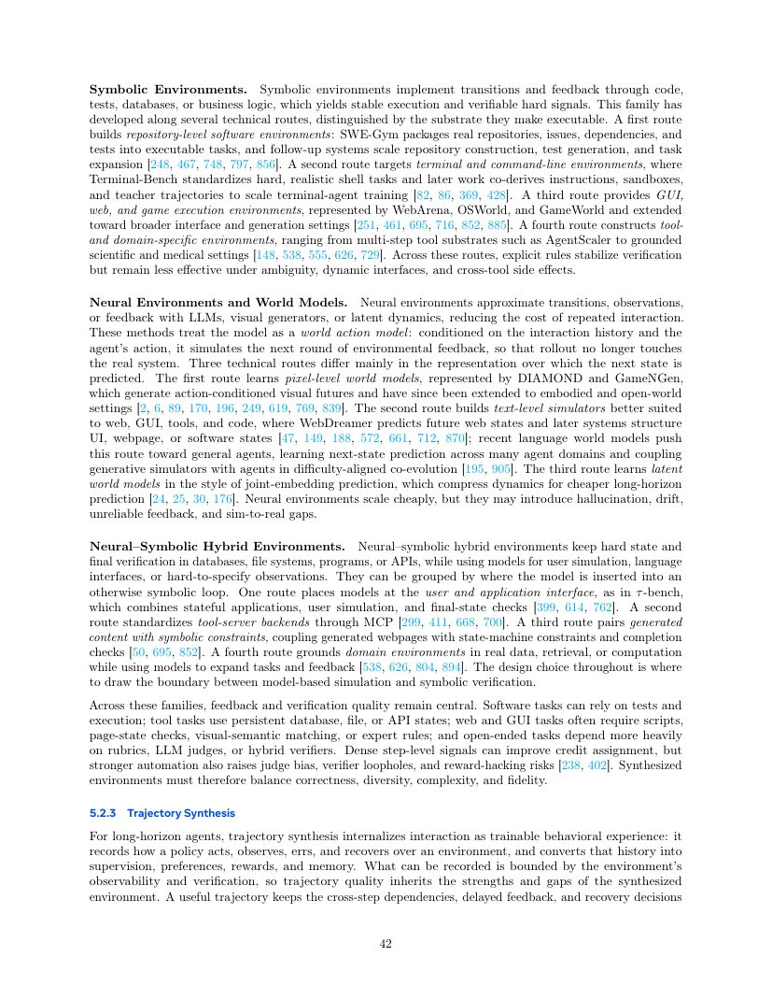 Symbolic Environments. Symbolic environments implement transitions and feedback through code,
tests, databases, or business logic, which yields stable execution and verifiable hard signals. This family has
developed along several technical routes, distinguished by the substrate they make executable. A first route
builds repository-level software environments: SWE-Gym packages real repositories, issues, dependencies, and
tests into executable tasks, and follow-up systems scale repository construction, test generation, and task
expansion [248, 467, 748, 797, 856]. A second route targets terminal and command-line environments, where
Terminal-Bench standardizes hard, realistic shell tasks and later work co-derives instructions, sandboxes,
and teacher trajectories to scale terminal-agent training [82, 86, 369, 428]. A third route provides GUI,
web, and game execution environments, represented by WebArena, OSWorld, and GameWorld and extended
toward broader interface and generation settings [251, 461, 695, 716, 852, 885]. A fourth route constructs tool-
and domain-specific environments, ranging from multi-step tool substrates such as AgentScaler to grounded
scientific and medical settings [148, 538, 555, 626, 729]. Across these routes, explicit rules stabilize verification
but remain less effective under ambiguity, dynamic interfaces, and cross-tool side effects.
Neural Environments and World Models. Neural environments approximate transitions, observations,
or feedback with LLMs, visual generators, or latent dynamics, reducing the cost of repeated interaction.
These methods treat the model as a world action model: conditioned on the interaction history and the
agent's action, it simulates the next round of environmental feedback, so that rollout no longer touches
the real system. Three technical routes differ mainly in the representation over which the next state is
predicted. The first route learns pixel-level world models, represented by DIAMOND and GameNGen,
which generate action-conditioned visual futures and have since been extended to embodied and open-world
settings [2, 6, 89, 170, 196, 249, 619, 769, 839]. The second route builds text-level simulators better suited
to web, GUI, tools, and code, where WebDreamer predicts future web states and later systems structure
UI, webpage, or software states [47, 149, 188, 572, 661, 712, 870]; recent language world models push
this route toward general agents, learning next-state prediction across many agent domains and coupling
generative simulators with agents in difficulty-aligned co-evolution [195, 905]. The third route learns latent
world models in the style of joint-embedding prediction, which compress dynamics for cheaper long-horizon
prediction [24, 25, 30, 176]. Neural environments scale cheaply, but they may introduce hallucination, drift,
unreliable feedback, and sim-to-real gaps.
Neural–Symbolic Hybrid Environments. Neural–symbolic hybrid environments keep hard state and
final verification in databases, file systems, programs, or APIs, while using models for user simulation, language
interfaces, or hard-to-specify observations. They can be grouped by where the model is inserted into an
otherwise symbolic loop. One route places models at the user and application interface, as in τ-bench,
which combines stateful applications, user simulation, and final-state checks [399, 614, 762]. A second
route standardizes tool-server backends through MCP [299, 411, 668, 700]. A third route pairs generated
content with symbolic constraints, coupling generated webpages with state-machine constraints and completion
checks [50, 695, 852]. A fourth route grounds domain environments in real data, retrieval, or computation
while using models to expand tasks and feedback [538, 626, 804, 894]. The design choice throughout is where
to draw the boundary between model-based simulation and symbolic verification.
Across these families, feedback and verification quality remain central. Software tasks can rely on tests and
execution; tool tasks use persistent database, file, or API states; web and GUI tasks often require scripts,
page-state checks, visual-semantic matching, or expert rules; and open-ended tasks depend more heavily
on rubrics, LLM judges, or hybrid verifiers. Dense step-level signals can improve credit assignment, but
stronger automation also raises judge bias, verifier loopholes, and reward-hacking risks [238, 402]. Synthesized
environments must therefore balance correctness, diversity, complexity, and fidelity.
5.2.3 Trajectory Synthesis
For long-horizon agents, trajectory synthesis internalizes interaction as trainable behavioral experience: it
records how a policy acts, observes, errs, and recovers over an environment, and converts that history into
supervision, preferences, rewards, and memory. What can be recorded is bounded by the environment's
observability and verification, so trajectory quality inherits the strengths and gaps of the synthesized
environment. A useful trajectory keeps the cross-step dependencies, delayed feedback, and recovery decisions
42